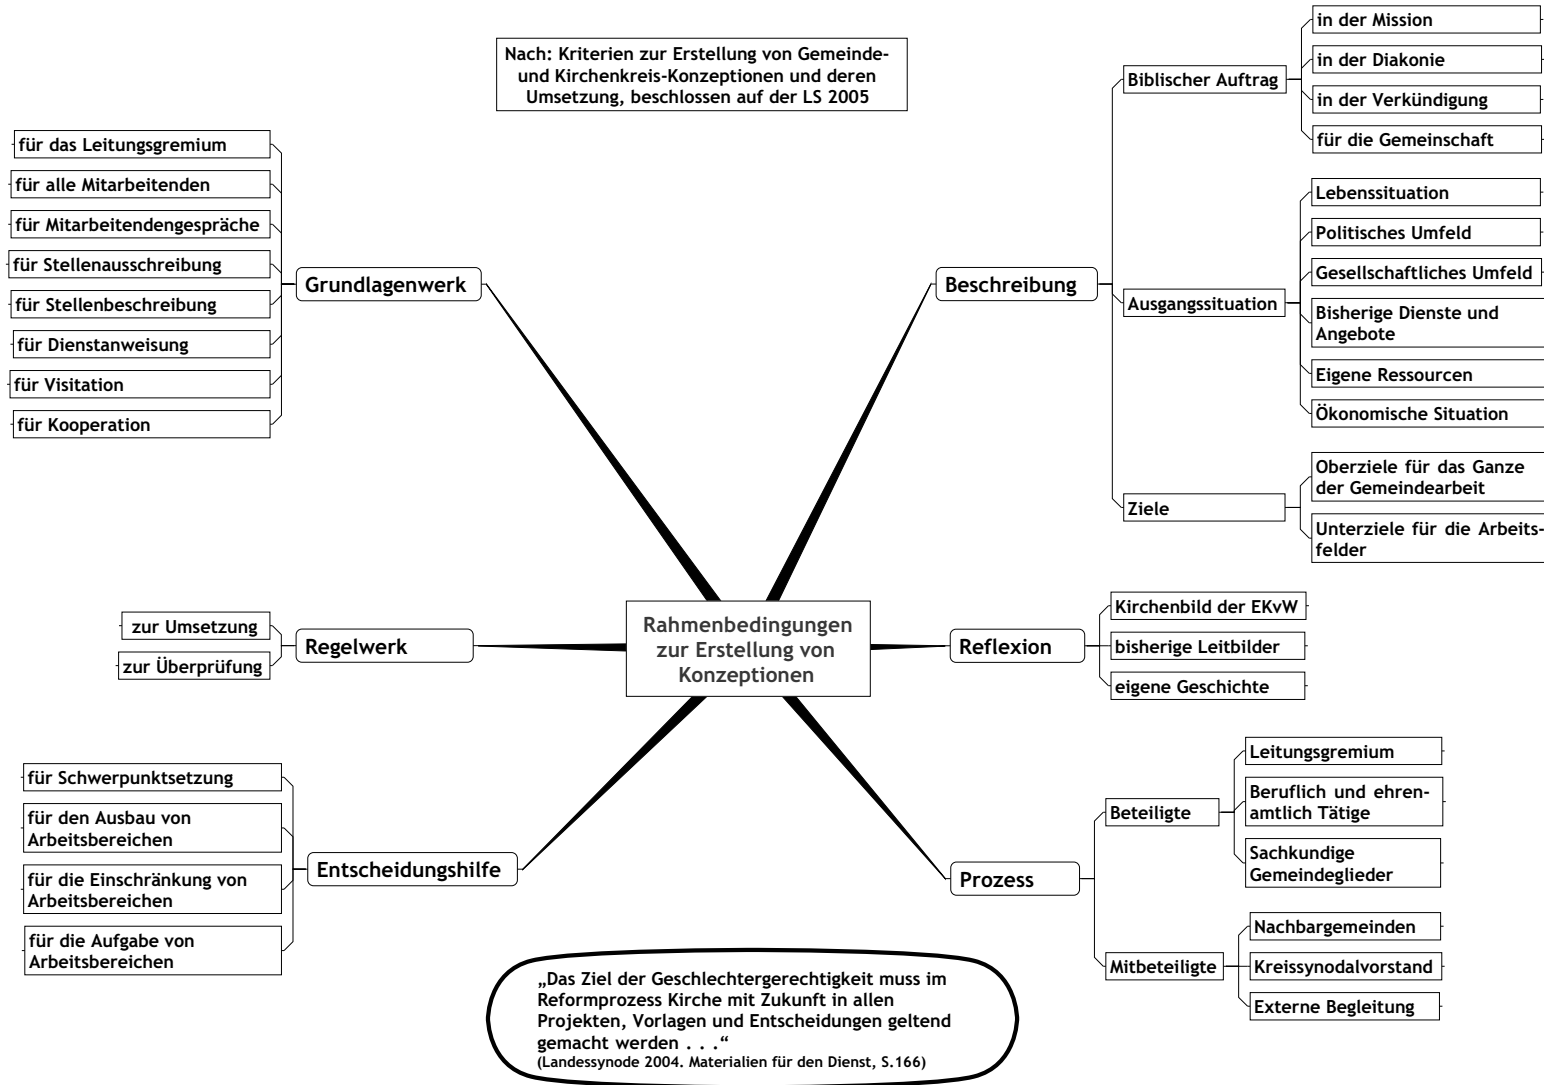 Nach: Kriterien zur Erstellung von Gemeinde-
und Kirchenkreis-Konzeptionen und deren
Umsetzung, beschlossen auf der LS 2005
Rahmenbedingungen
zur Erstellung von
Konzeptionen
Beschreibung
Biblischer Auftrag
in der Mission
in der Diakonie
in der Verkündigung
für die Gemeinschaft
Ausgangssituation
Lebenssituation
Politisches Umfeld
Gesellschaftliches Umfeld
Bisherige Dienste und
Angebote
Eigene Ressourcen
Ökonomische Situation
Ziele
Oberziele für das Ganze
der Gemeindearbeit
Unterziele für die Arbeits-
felder
Reflexion
Kirchenbild der EKvW
bisherige Leitbilder
eigene Geschichte
Prozess
Beteiligte
Leitungsgremium
Beruflich und ehren-
amtlich Tätige
Sachkundige
Gemeindeglieder
Mitbeteiligte
Nachbargemeinden
Kreissynodalvorstand
Externe Begleitung
Grundlagenwerk
für das Leitungsgremium
für alle Mitarbeitenden
für Mitarbeitendengespräche
für Stellenausschreibung
für Stellenbeschreibung
für Dienstanweisung
für Visitation
für Kooperation
Regelwerk
zur Umsetzung
zur Überprüfung
Entscheidungshilfe
für Schwerpunktsetzung
für den Ausbau von
Arbeitsbereichen
für die Einschränkung von
Arbeitsbereichen
für die Aufgabe von
Arbeitsbereichen
„Das Ziel der Geschlechtergerechtigkeit muss im
Reformprozess Kirche mit Zukunft in allen
Projekten, Vorlagen und Entscheidungen geltend
gemacht werden . . .“
(Landessynode 2004. Materialien für den Dienst, S.166)